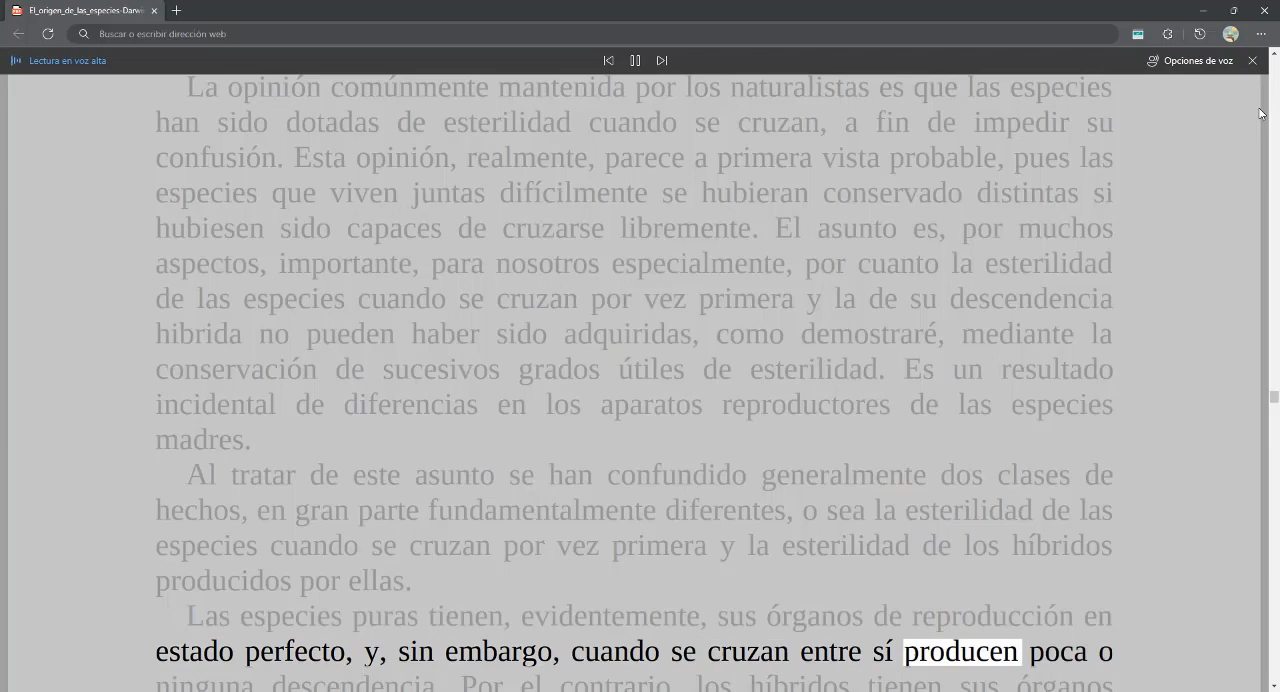 El_origen_de_las_especies-Darwi
Buscar o escribir dirección web
Lectura en voz alta
Opciones de voz
La opinión comúnmente mantenida por los naturalistas es que las especies
han sido dotadas de esterilidad cuando se cruzan, a fin de impedir su
confusión. Esta opinión, realmente, parece a primera vista probable, pues las
especies que viven juntas difícilmente se hubieran conservado distintas si
hubiesen sido capaces de cruzarse libremente. El asunto es, por muchos
aspectos, importante, para nosotros especialmente, por cuanto la esterilidad
de las especies cuando se cruzan por vez primera y la de su descendencia
hibrida no pueden haber sido adquiridas, como demostraré, mediante la
conservación de sucesivos grados útiles de esterilidad. Es un resultado
incidental de diferencias en los aparatos reproductores de las especies
madres.
Al tratar de este asunto se han confundido generalmente dos clases de
hechos, en gran parte fundamentalmente diferentes, o sea la esterilidad de las
especies cuando se cruzan por vez primera y la esterilidad de los híbridos
producidos por ellas.
Las especies puras tienen, evidentemente, sus órganos de reproducción en
estado perfecto, y, sin embargo, cuando se cruzan entre sí producen poca o
ninguna descendencia. Por el contrario, los híbridos tienen sus órganos